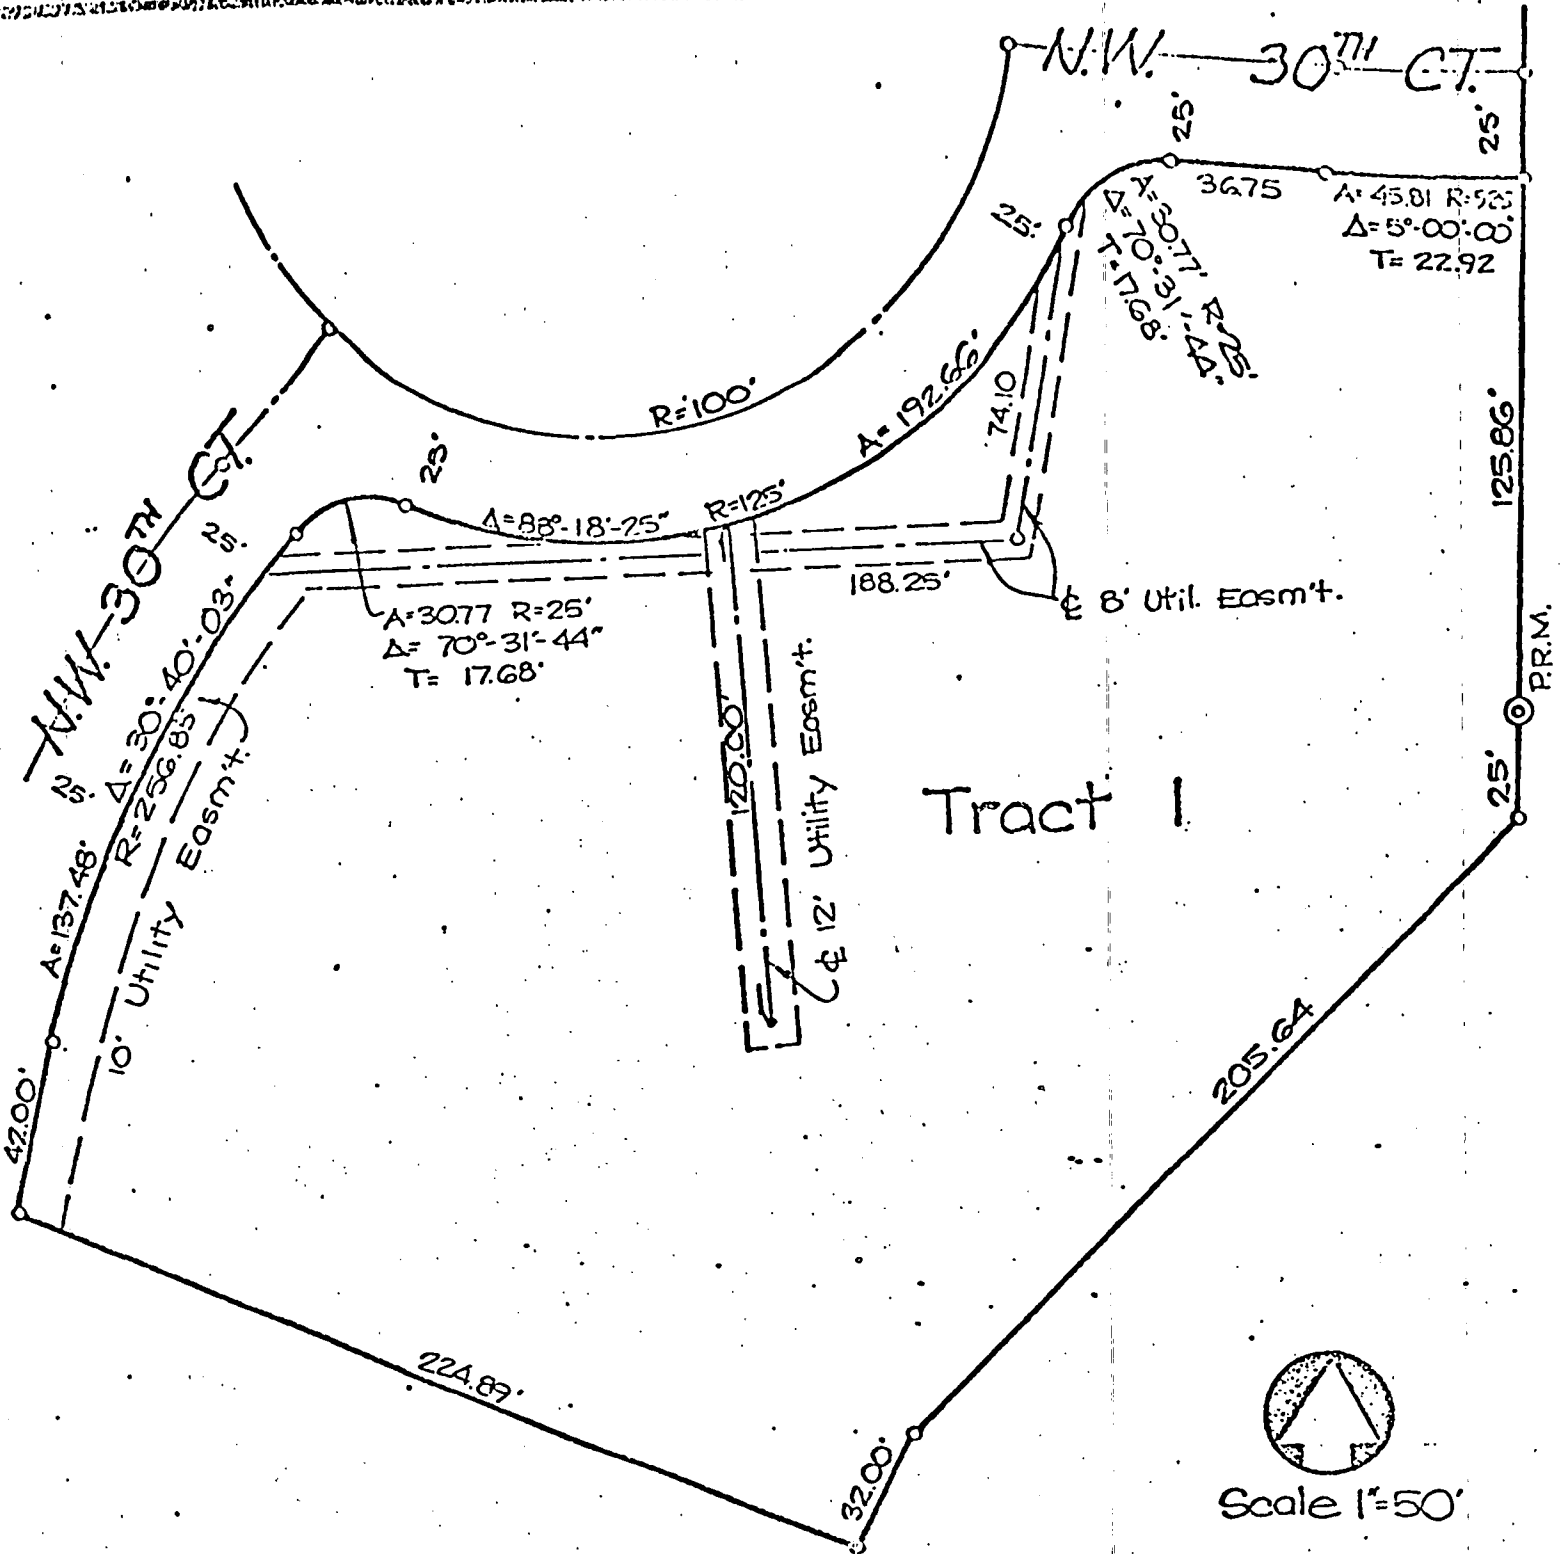 N.W. 30TH CT.
25'
25'
36.75
A=45.81 R=525
Δ=5°-00'-00"
T=22.92
25'
A=30.77' R=25'
Δ=70°-31'-44"
T=17.68'
R=100'
A=192.66'
74.10
125.86'
25'
Δ=88°-18'-25"
R=125'
188.25'
₵ 8' Util. Easm't.
N.W. 30TH CT.
25'
25'
A=30.77 R=25'
Δ= 70°-31'-44"
T= 17.68'
Δ=30°-40'-03"
R=256.85'
A=137.48'
10' Utility Easm't.
120.00'
₵ 12' Utility Easm't.
Tract 1
P.R.M.
25'
42.00'
205.64
224.89'
32.00'
Scale 1"=50'